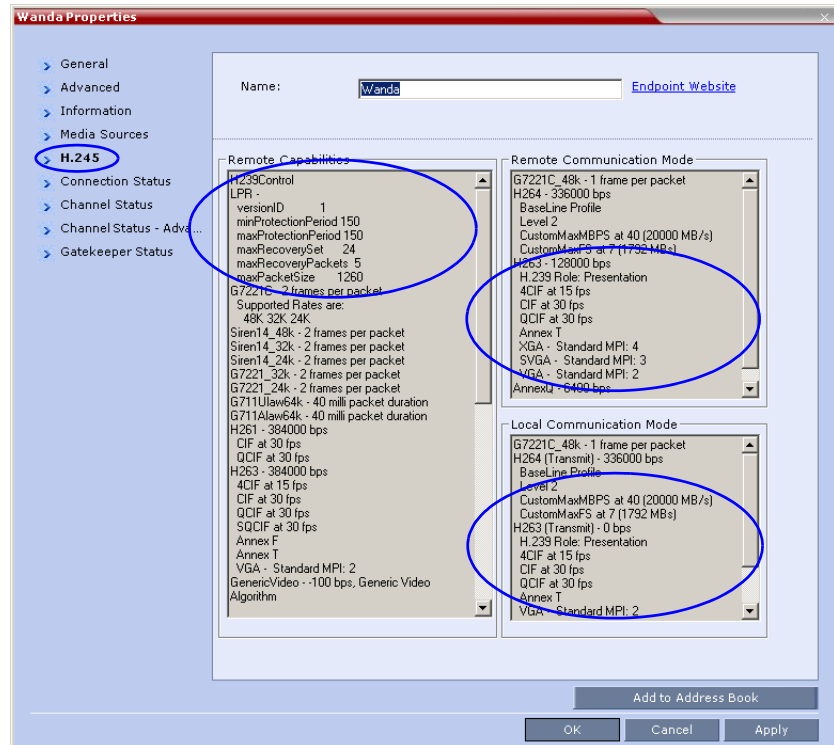 Wanda Properties
General
Advanced
Information
Media Sources
H.245
Connection Status
Channel Status
Channel Status - Adva...
Gatekeeper Status
Name:
Wanda
Endpoint Website
Remote Capabilities
H239Control
LPR -
versionID 1
minProtectionPeriod 150
maxProtectionPeriod 150
maxRecoverySet 24
maxRecoveryPackets 5
maxPacketSize 1260
G7221C - 2 frames per packet
Supported Rates are:
48K 32K 24K
Siren14_48k - 2 frames per packet
Siren14_32k - 2 frames per packet
Siren14_24k - 2 frames per packet
G7221_32k - 2 frames per packet
G7221_24k - 2 frames per packet
G711Ulaw64k - 40 milli packet duration
G711Alaw64k - 40 milli packet duration
H261 - 384000 bps
CIF at 30 fps
QCIF at 30 fps
H263 - 384000 bps
4CIF at 15 fps
CIF at 30 fps
QCIF at 30 fps
SQCIF at 30 fps
Annex F
Annex T
VGA - Standard MPI: 2
GenericVideo - -100 bps, Generic Video
Algorithm
Remote Communication Mode
G7221C_48k - 1 frame per packet
H264 - 336000 bps
BaseLine Profile
Level 2
CustomMaxMBPS at 40 (20000 MB/s)
CustomMaxFS at 7 (1792 MBs)
H263 - 128000 bps
H.239 Role: Presentation
4CIF at 15 fps
CIF at 30 fps
QCIF at 30 fps
Annex T
XGA - Standard MPI: 4
SVGA - Standard MPI: 3
VGA - Standard MPI: 2
AnnexQ - 6400 bps
Local Communication Mode
G7221C_48k - 1 frame per packet
H264 (Transmit) - 336000 bps
BaseLine Profile
Level 2
CustomMaxMBPS at 40 (20000 MB/s)
CustomMaxFS at 7 (1792 MBs)
H263 (Transmit) - 0 bps
H.239 Role: Presentation
4CIF at 15 fps
CIF at 30 fps
QCIF at 30 fps
Annex T
VGA - Standard MPI: 2
Add to Address Book
OK
Cancel
Apply